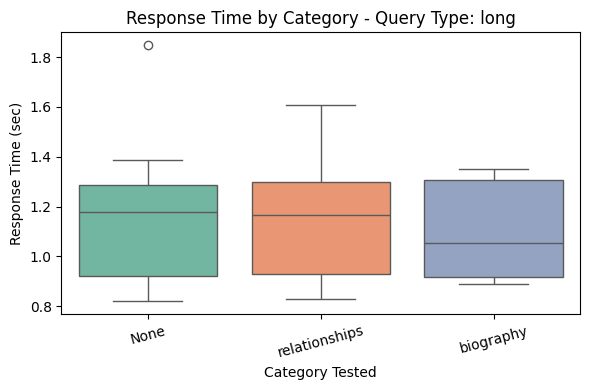 Response Time by Category - Query Type: long
Response Time (sec)
1.8
1.6
1.4
1.2
1.0
0.8
None
relationships
biography
Category Tested